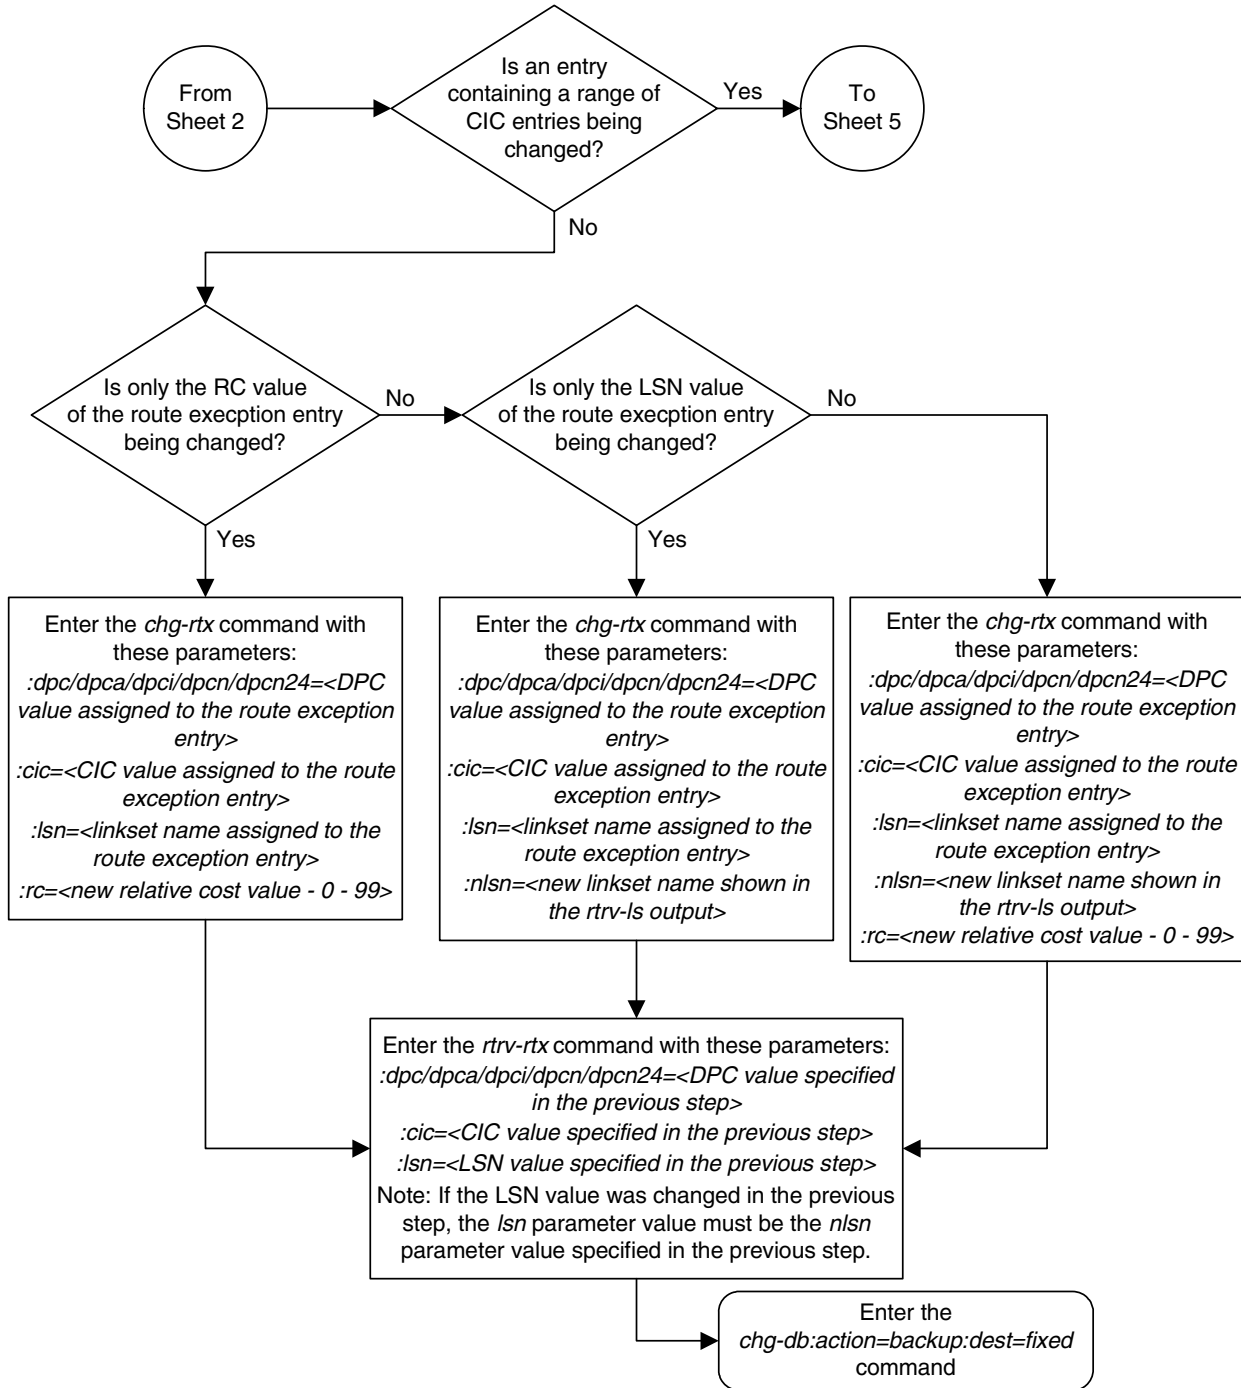 From
Sheet 2
Is an entry
containing a range of
CIC entries being
changed?
Yes
To
Sheet 5
No
Is only the RC value
of the route execption entry
being changed?
No
Is only the LSN value
of the route execption entry
being changed?
No
Yes
Yes
Enter the chg-rtx command with
these parameters:
:dpc/dpca/dpci/dpcn/dpcn24=<DPC
value assigned to the route exception
entry>
:cic=<CIC value assigned to the route
exception entry>
:lsn=<linkset name assigned to the
route exception entry>
:rc=<new relative cost value - 0 - 99>
Enter the chg-rtx command with
these parameters:
:dpc/dpca/dpci/dpcn/dpcn24=<DPC
value assigned to the route exception
entry>
:cic=<CIC value assigned to the route
exception entry>
:lsn=<linkset name assigned to the
route exception entry>
:nlsn=<new linkset name shown in
the rtrv-ls output>
Enter the chg-rtx command with
these parameters:
:dpc/dpca/dpci/dpcn/dpcn24=<DPC
value assigned to the route exception
entry>
:cic=<CIC value assigned to the route
exception entry>
:lsn=<linkset name assigned to the
route exception entry>
:nlsn=<new linkset name shown in
the rtrv-ls output>
:rc=<new relative cost value - 0 - 99>
Enter the rtrv-rtx command with these parameters:
:dpc/dpca/dpci/dpcn/dpcn24=<DPC value specified
in the previous step>
:cic=<CIC value specified in the previous step>
:lsn=<LSN value specified in the previous step>
Note: If the LSN value was changed in the previous
step, the lsn parameter value must be the nlsn
parameter value specified in the previous step.
Enter the
chg-db:action=backup:dest=fixed
command